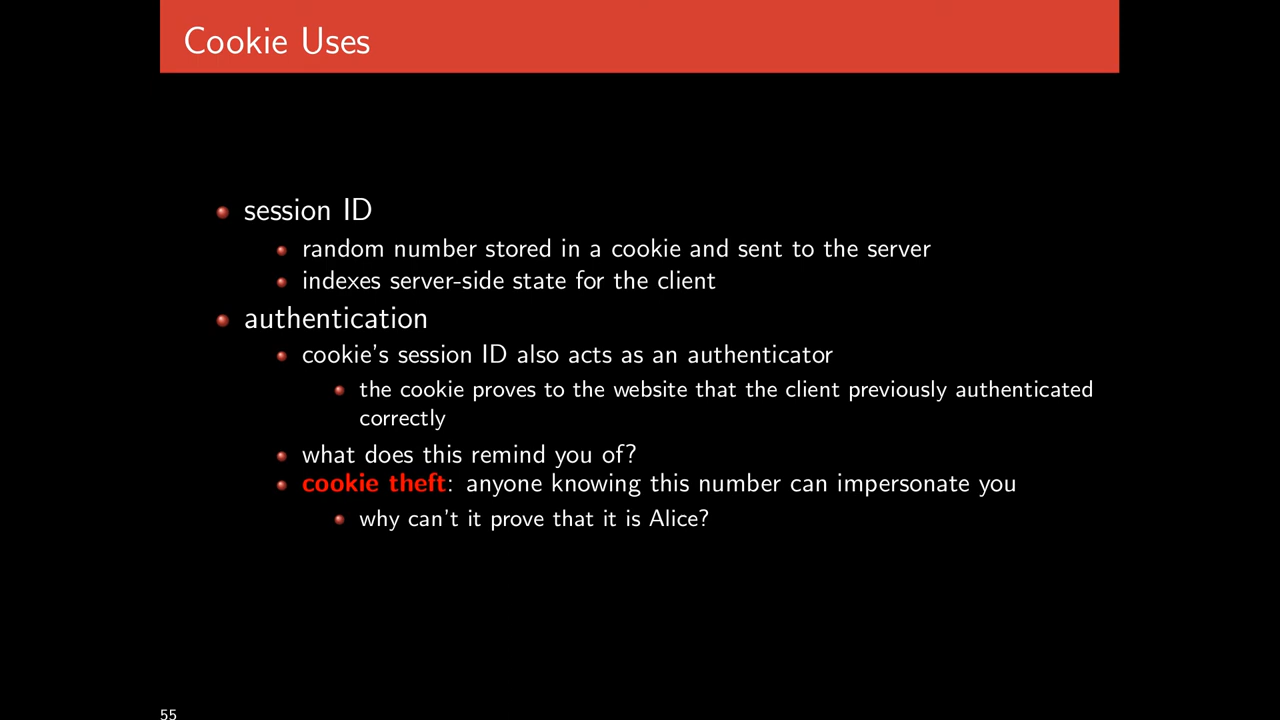 Cookie Uses
session ID
random number stored in a cookie and sent to the server
indexes server-side state for the client
authentication
cookie's session ID also acts as an authenticator
the cookie proves to the website that the client previously authenticated
correctly
what does this remind you of?
cookie theft: anyone knowing this number can impersonate you
why can't it prove that it is Alice?
55